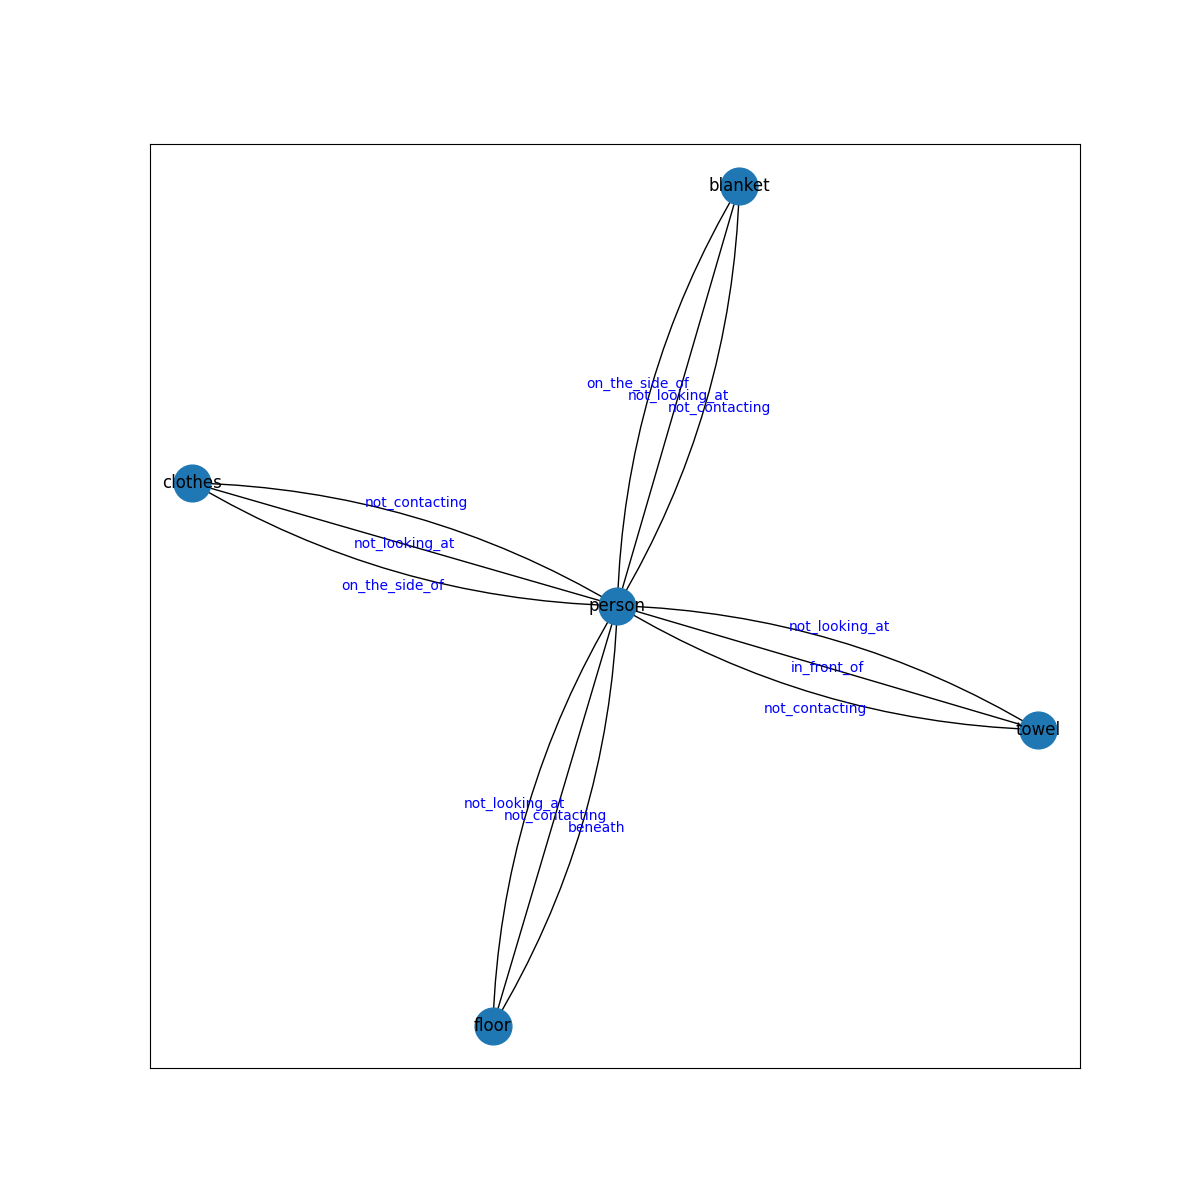 blanket
on_the_side_of
not_looking_at
not_contacting
clothes
not_contacting
not_looking_at
on_the_side_of
person
not_looking_at
in_front_of
not_contacting
towel
not_looking_at
not_contacting
beneath
floor